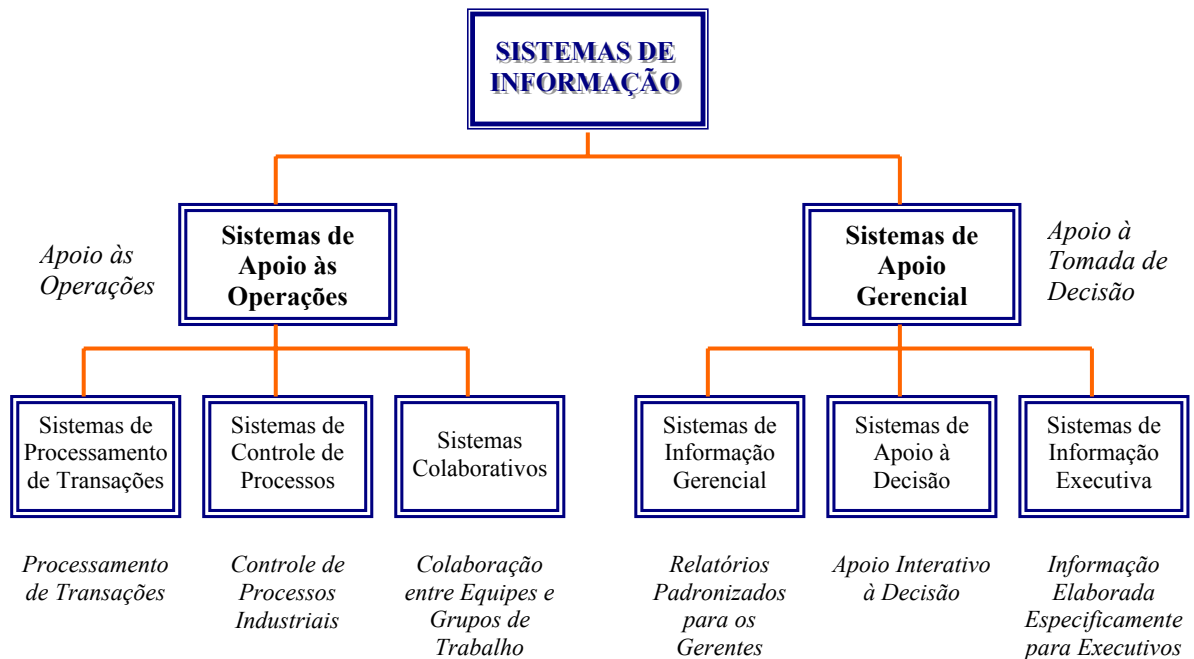 SISTEMAS DE
INFORMAÇÃO
Apoio às
Operações
Sistemas de
Apoio às
Operações
Sistemas de
Apoio
Gerencial
Apoio à
Tomada de
Decisão
Sistemas de
Processamento
de Transações
Sistemas de
Controle de
Processos
Sistemas
Colaborativos
Sistemas de
Informação
Gerencial
Sistemas de
Apoio à
Decisão
Sistemas de
Informação
Executiva
Processamento
de Transações
Controle de
Processos
Industriais
Colaboração
entre Equipes e
Grupos de
Trabalho
Relatórios
Padronizados
para os
Gerentes
Apoio Interativo
à Decisão
Informação
Elaborada
Especificamente
para Executivos